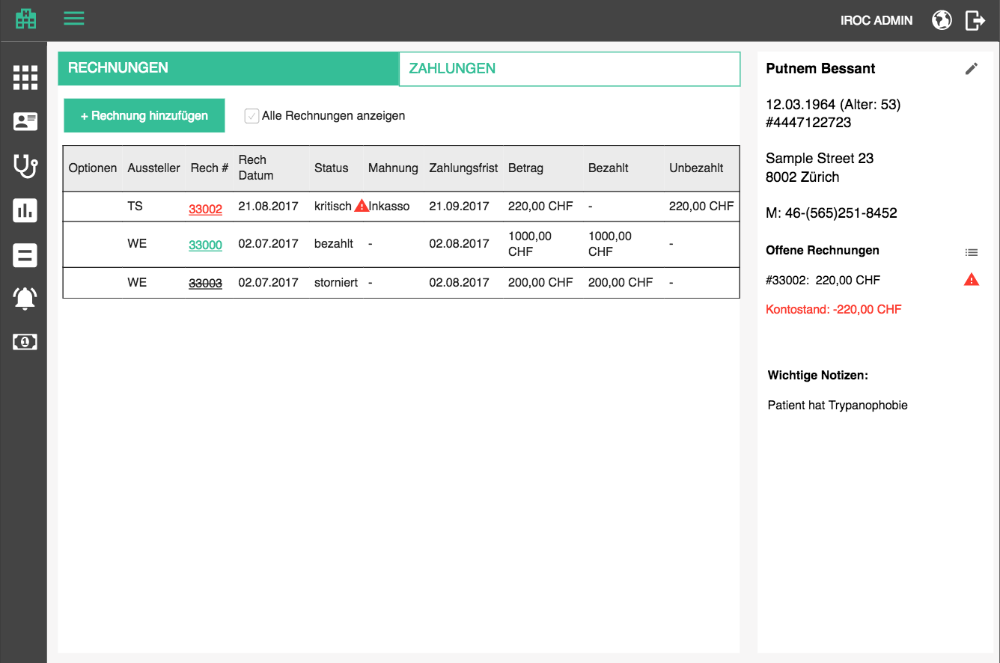 IROC ADMIN
RECHNUNGEN
ZAHLUNGEN
+ Rechnung hinzufügen
Alle Rechnungen anzeigen
Optionen Aussteller Rech # Rech Datum Status Mahnung Zahlungsfrist Betrag Bezahlt Unbezahlt
TS 33002 21.08.2017 kritisch Inkasso 21.09.2017 220,00 CHF - 220,00 CHF
WE 33000 02.07.2017 bezahlt - 02.08.2017 1000,00 CHF 1000,00 CHF -
WE 33003 02.07.2017 storniert - 02.08.2017 200,00 CHF 200,00 CHF -
Putnem Bessant
12.03.1964 (Alter: 53)
#4447122723
Sample Street 23
8002 Zürich
M: 46-(565)251-8452
Offene Rechnungen
#33002: 220,00 CHF
Kontostand: -220,00 CHF
Wichtige Notizen:
Patient hat Trypanophobie